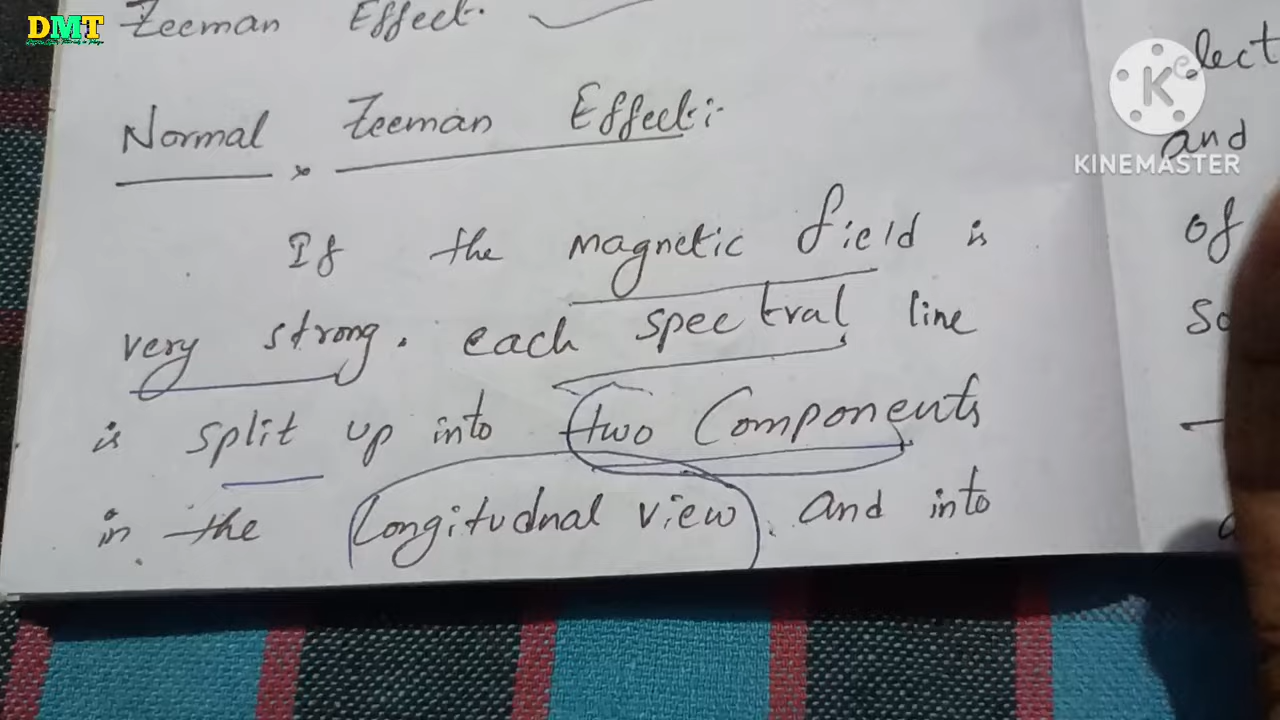 DMT
Zeeman Effect.
Normal Zeeman Effect:-
If the magnetic field is
very strong. each spectral line
is split up into two Components
in the longitudnal view. and into
elect
and
of
so
K
KINEMASTER